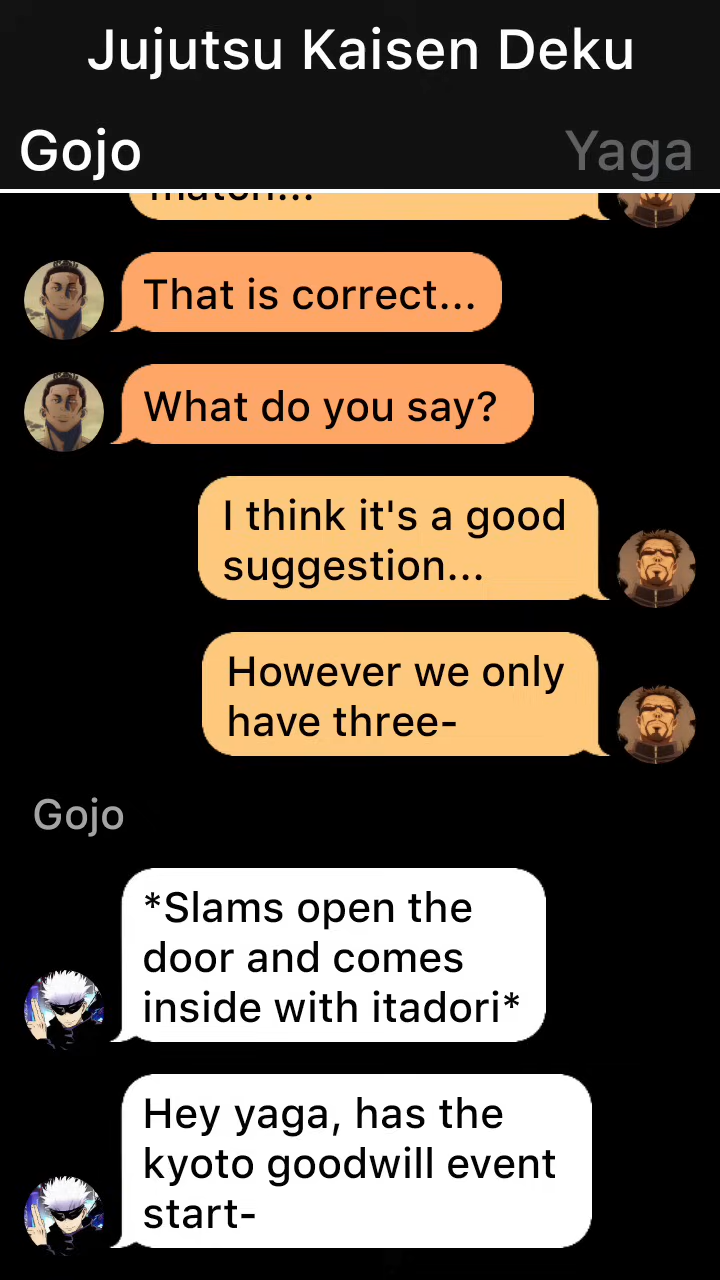 Jujutsu Kaisen Deku
Gojo
Yaga
That is correct...
What do you say?
I think it's a good
suggestion...
However we only
have three-
Gojo
*Slams open the
door and comes
inside with itadori*
Hey yaga, has the
kyoto goodwill event
start-